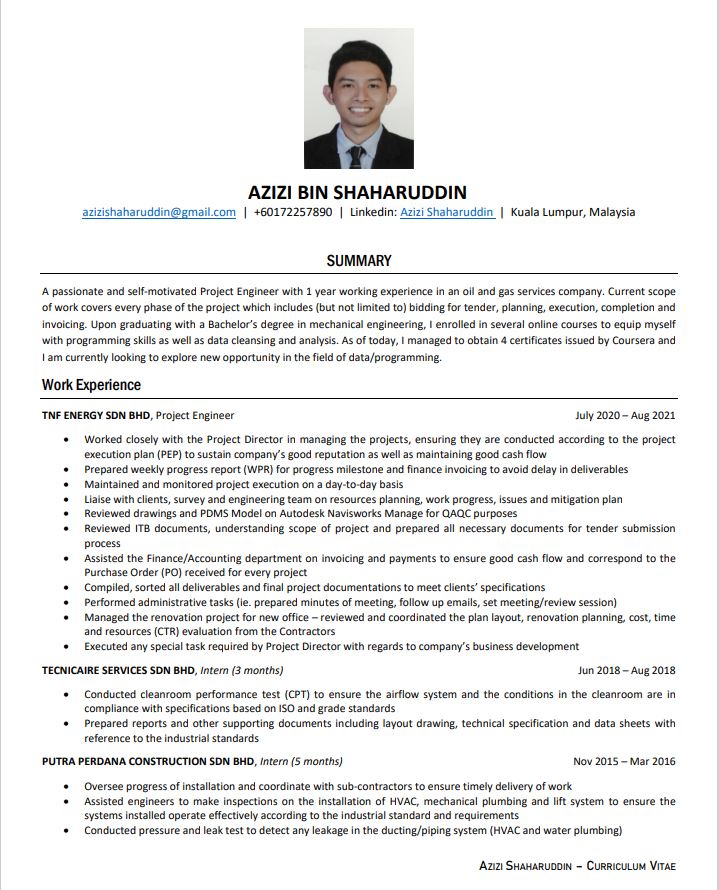 AZIZI BIN SHAHARUDDIN
azizishaharuddin@gmail.com | +60172257890 | Linkedin: Azizi Shaharuddin | Kuala Lumpur, Malaysia
SUMMARY
A passionate and self-motivated Project Engineer with 1 year working experience in an oil and gas services company. Current scope
of work covers every phase of the project which includes (but not limited to) bidding for tender, planning, execution, completion and
invoicing. Upon graduating with a Bachelor's degree in mechanical engineering, I enrolled in several online courses to equip myself
with programming skills as well as data cleansing and analysis. As of today, I managed to obtain 4 certificates issued by Coursera and
I am currently looking to explore new opportunity in the field of data/programming.
Work Experience
TNF ENERGY SDN BHD, Project Engineer July 2020 – Aug 2021
• Worked closely with the Project Director in managing the projects, ensuring they are conducted according to the project
execution plan (PEP) to sustain company's good reputation as well as maintaining good cash flow
• Prepared weekly progress report (WPR) for progress milestone and finance invoicing to avoid delay in deliverables
• Maintained and monitored project execution on a day-to-day basis
• Liaise with clients, survey and engineering team on resources planning, work progress, issues and mitigation plan
• Reviewed drawings and PDMS Model on Autodesk Navisworks Manage for QAQC purposes
• Reviewed ITB documents, understanding scope of project and prepared all necessary documents for tender submission
process
• Assisted the Finance/Accounting department on invoicing and payments to ensure good cash flow and correspond to the
Purchase Order (PO) received for every project
• Compiled, sorted all deliverables and final project documentations to meet clients' specifications
• Performed administrative tasks (ie. prepared minutes of meeting, follow up emails, set meeting/review session)
• Managed the renovation project for new office – reviewed and coordinated the plan layout, renovation planning, cost, time
and resources (CTR) evaluation from the Contractors
• Executed any special task required by Project Director with regards to company's business development
TECNICAIRE SERVICES SDN BHD, Intern (3 months) Jun 2018 – Aug 2018
• Conducted cleanroom performance test (CPT) to ensure the airflow system and the conditions in the cleanroom are in
compliance with specifications based on ISO and grade standards
• Prepared reports and other supporting documents including layout drawing, technical specification and data sheets with
reference to the industrial standards
PUTRA PERDANA CONSTRUCTION SDN BHD, Intern (5 months) Nov 2015 – Mar 2016
• Oversee progress of installation and coordinate with sub-contractors to ensure timely delivery of work
• Assisted engineers to make inspections on the installation of HVAC, mechanical plumbing and lift system to ensure the
systems installed operate effectively according to the industrial standard and requirements
• Conducted pressure and leak test to detect any leakage in the ducting/piping system (HVAC and water plumbing)
AZIZI SHAHARUDDIN – CURRICULUM VITAE